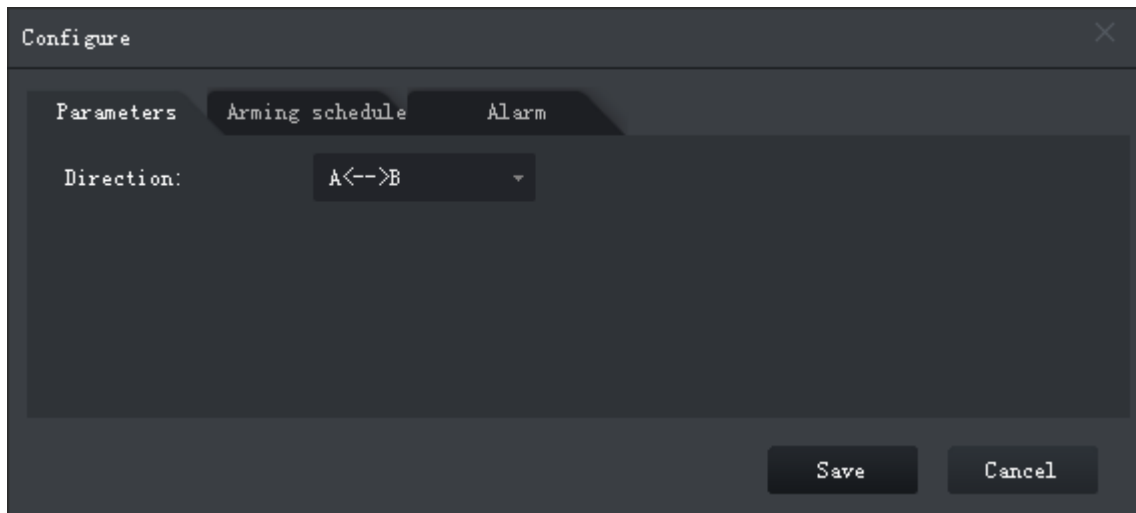 Configure
Parameters Arming schedule Alarm
Direction: A<-->B
Save Cancel